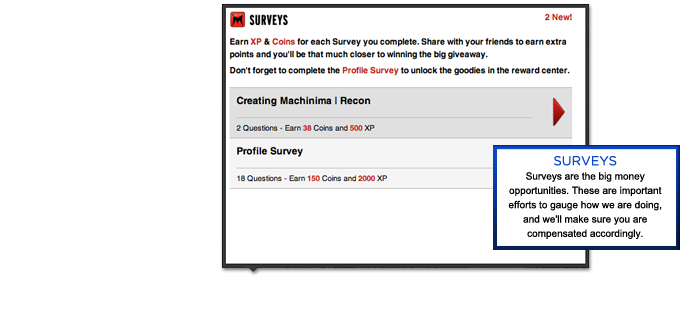 SURVEYS
2 New!
Earn XP & Coins for each Survey you complete. Share with your friends to earn extra
points and you'll be that much closer to winning the big giveaway.
Don't forget to complete the Profile Survey to unlock the goodies in the reward center.
Creating Machinima | Recon
2 Questions - Earn 38 Coins and 500 XP
Profile Survey
18 Questions - Earn 150 Coins and 2000 XP
SURVEYS
Surveys are the big money
opportunities. These are important
efforts to gauge how we are doing,
and we'll make sure you are
compensated accordingly.